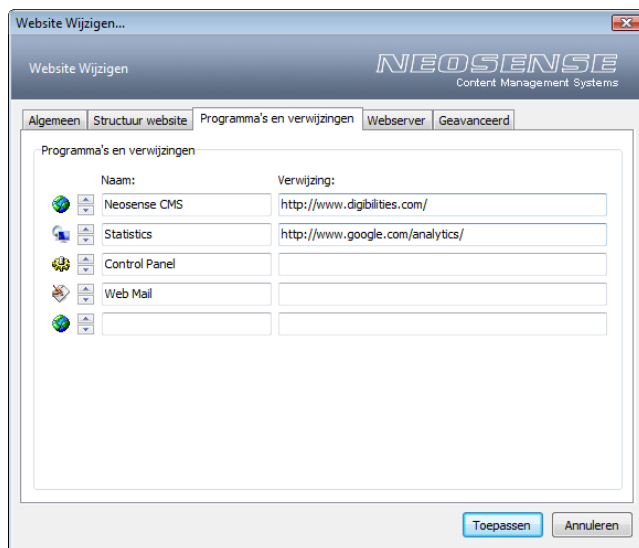 Website Wijzigen...
Website Wijzigen
NEOSENSE
Content Management Systems
Algemeen Structuur website Programma's en verwijzingen Webserver Geavanceerd
Programma's en verwijzingen
Naam: Verwijzing:
Neosense CMS http://www.digibilities.com/
Statistics http://www.google.com/analytics/
Control Panel
Web Mail
Toepassen Annuleren